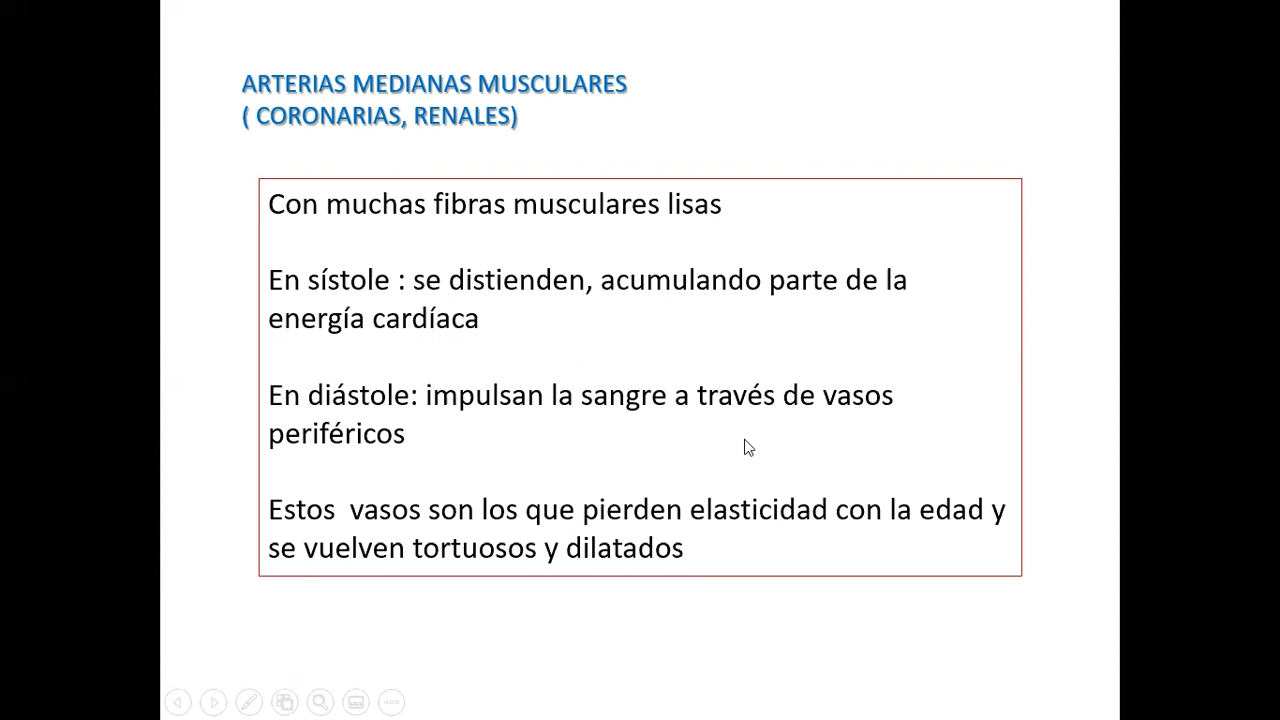 ARTERIAS MEDIANAS MUSCULARES
( CORONARIAS, RENALES)
Con muchas fibras musculares lisas
En sístole : se distienden, acumulando parte de la
energía cardíaca
En diástole: impulsan la sangre a través de vasos
periféricos
Estos  vasos son los que pierden elasticidad con la edad y
se vuelven tortuosos y dilatados